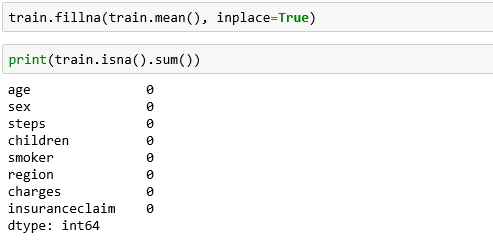 train.fillna(train.mean(), inplace=True)
print(train.isna().sum())
age 0
sex 0
steps 0
children 0
smoker 0
region 0
charges 0
insuranceclaim 0
dtype: int64